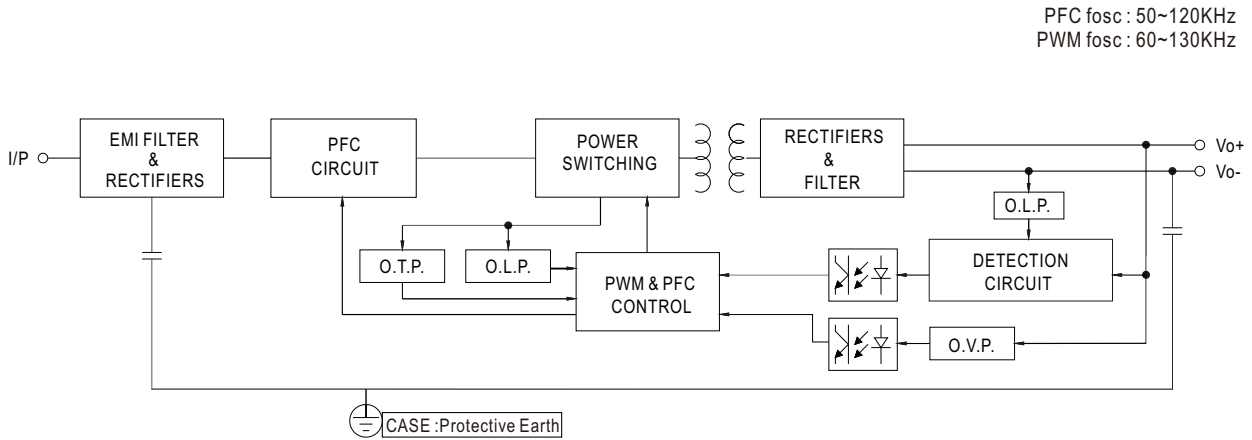 PFC fosc : 50~120KHz
PWM fosc : 60~130KHz
I/P
EMI FILTER
&
RECTIFIERS
PFC
CIRCUIT
POWER
SWITCHING
RECTIFIERS
&
FILTER
Vo+
Vo-
O.L.P.
O.T.P.
O.L.P.
PWM & PFC
CONTROL
DETECTION
CIRCUIT
O.V.P.
CASE :Protective Earth